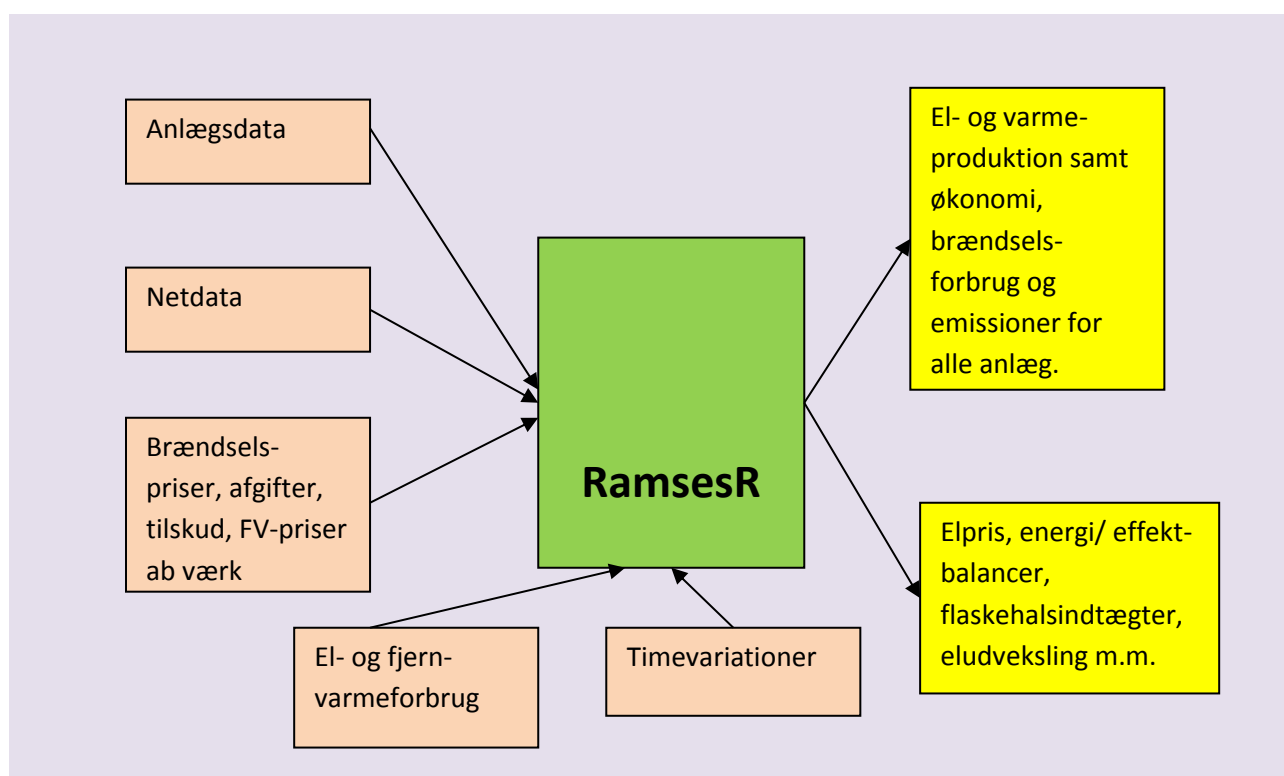 Anlægsdata
Netdata
Brændsels-
priser, afgifter,
tilskud, FV-priser
ab værk
El- og fjern-
varmeforbrug
Timevariationer
RamsesR
El- og varme-
produktion samt
økonomi,
brændsels-
forbrug og
emissioner for
alle anlæg.
Elpris, energi/ effekt-
balancer,
flaskehalsindtægter,
eludveksling m.m.